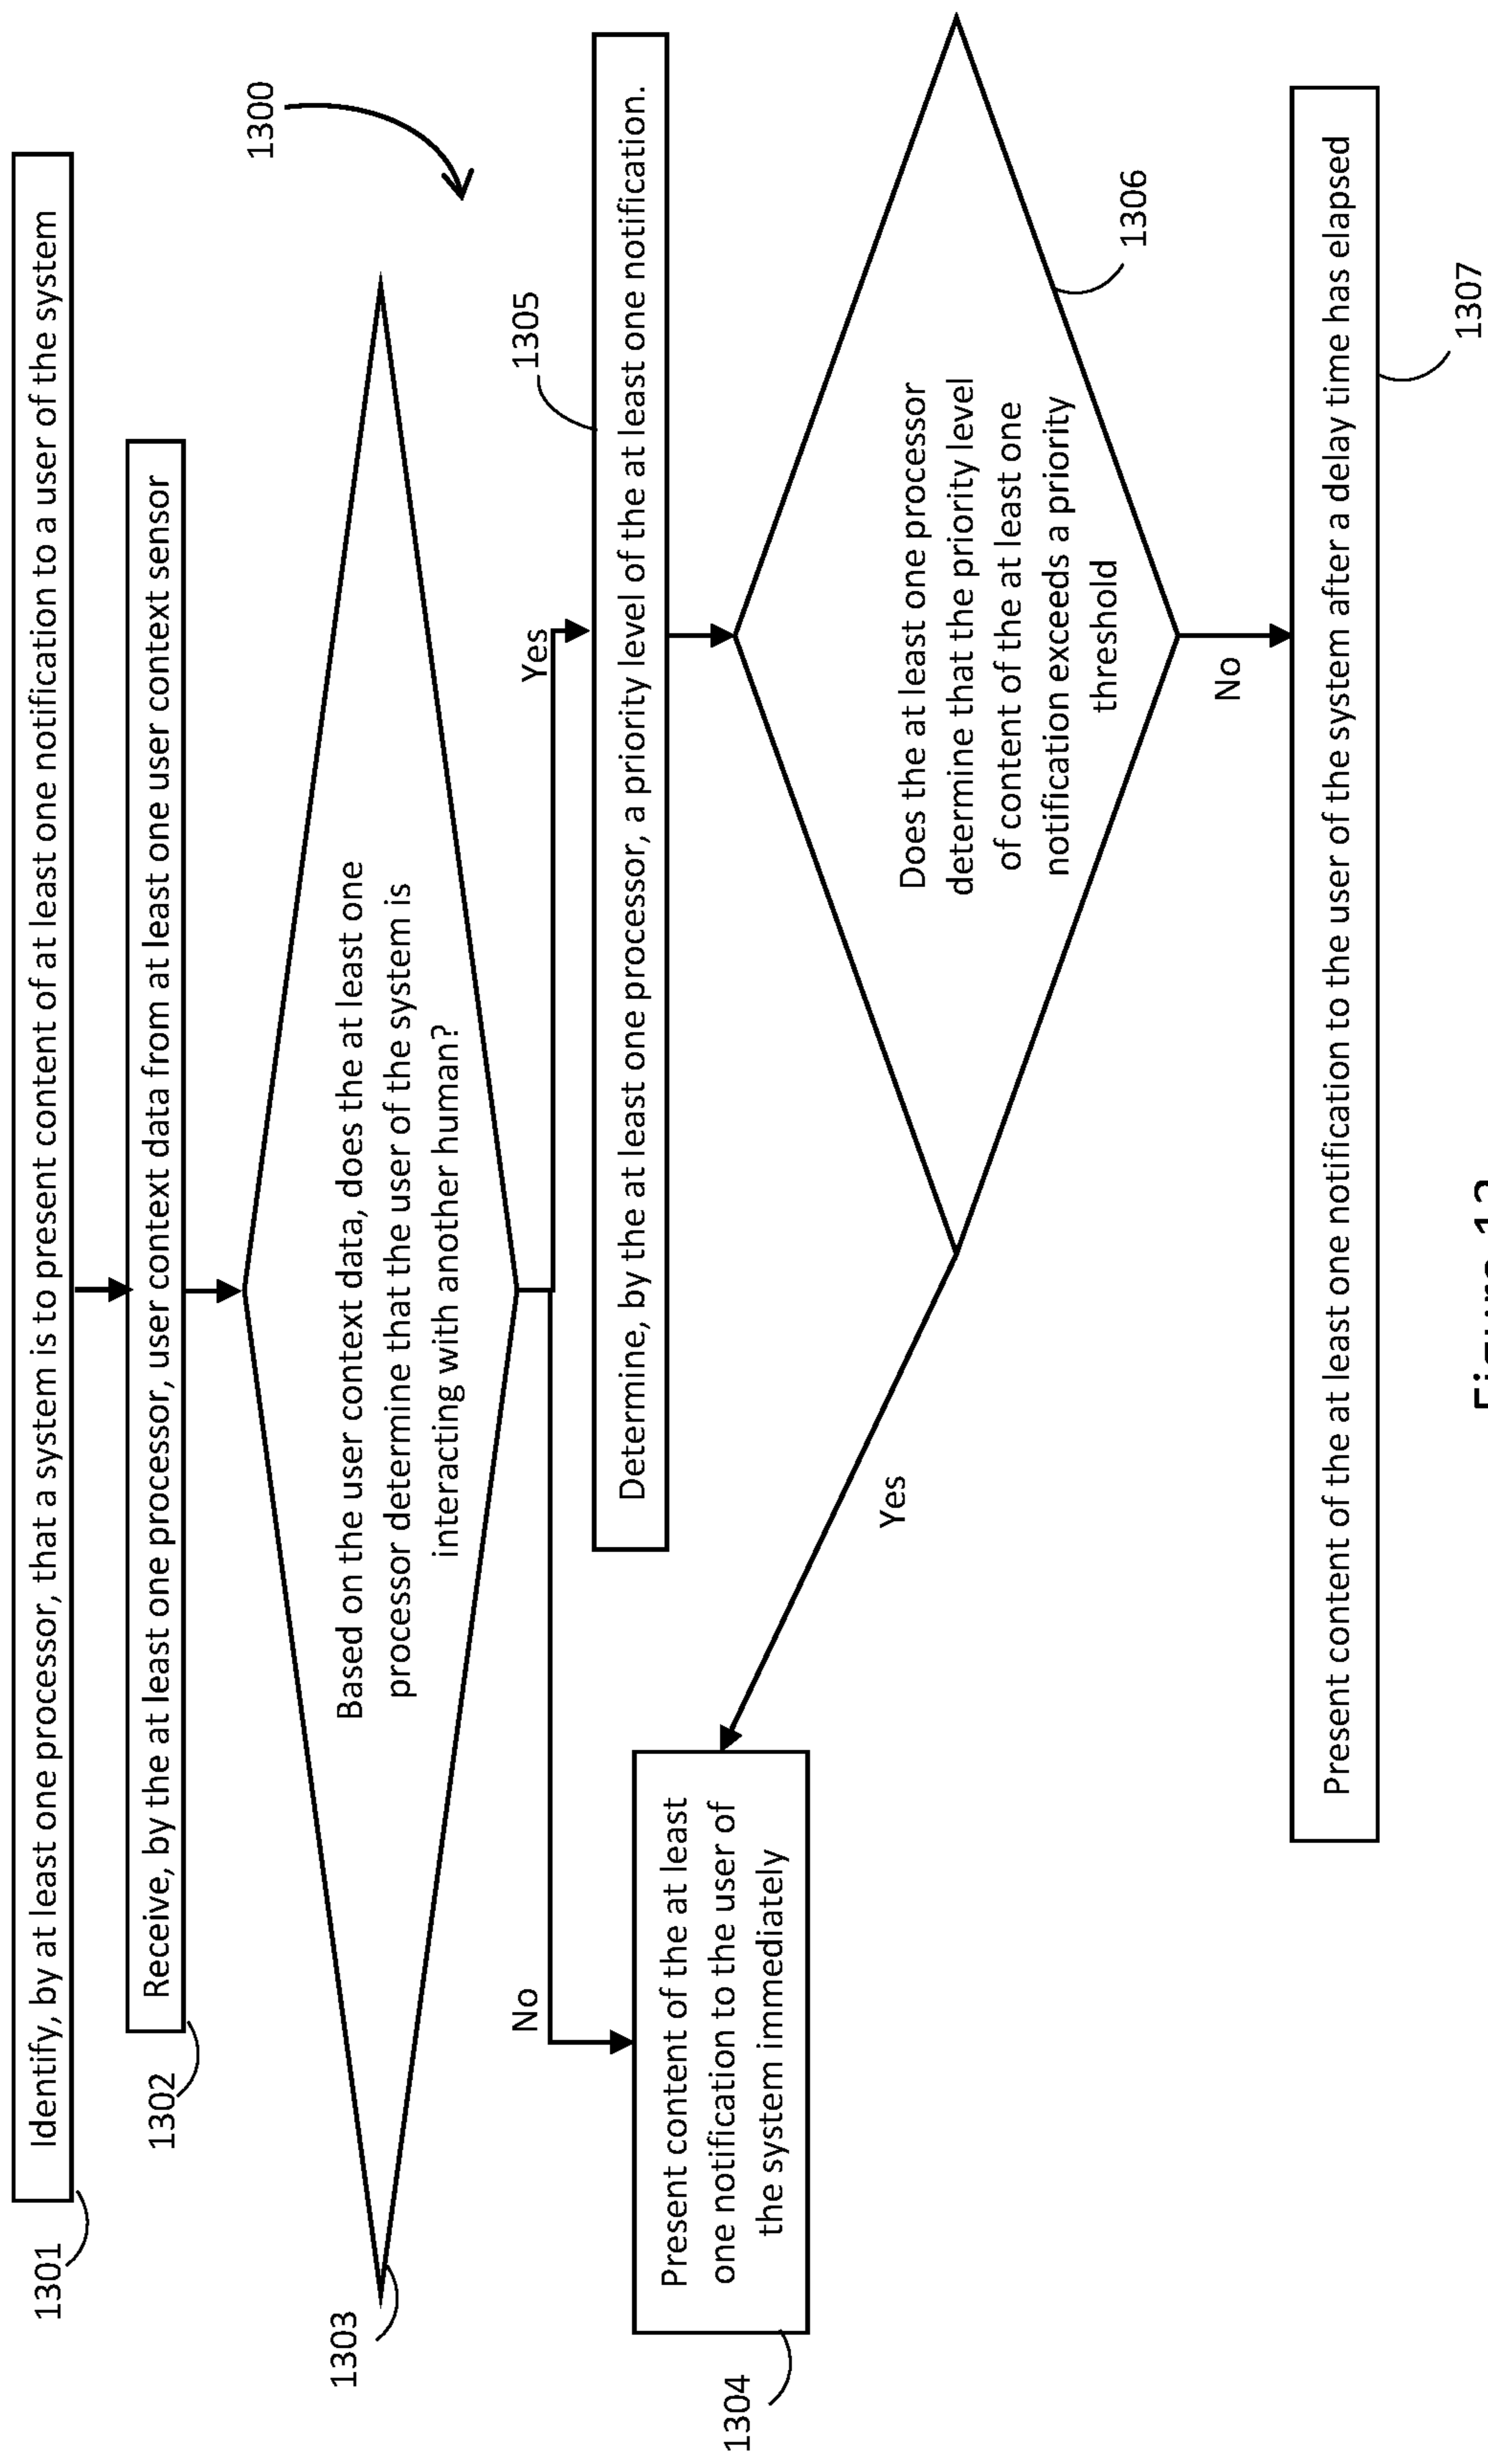 1301
Identify, by at least one processor, that a system is to present content of at least one notification to a user of the system
1302
Receive, by the at least one processor, user context data from at least one user context sensor
1300
1303
Based on the user context data, does the at least one
processor determine that the user of the system is
interacting with another human?
No
Yes
1304
Present content of the at least
one notification to the user of
the system immediately
1305
Determine, by the at least one processor, a priority level of the at least one notification.
Yes
Does the at least one processor
determine that the priority level
of content of the at least one
notification exceeds a priority
threshold
1306
No
Present content of the at least one notification to the user of the system after a delay time has elapsed
1307